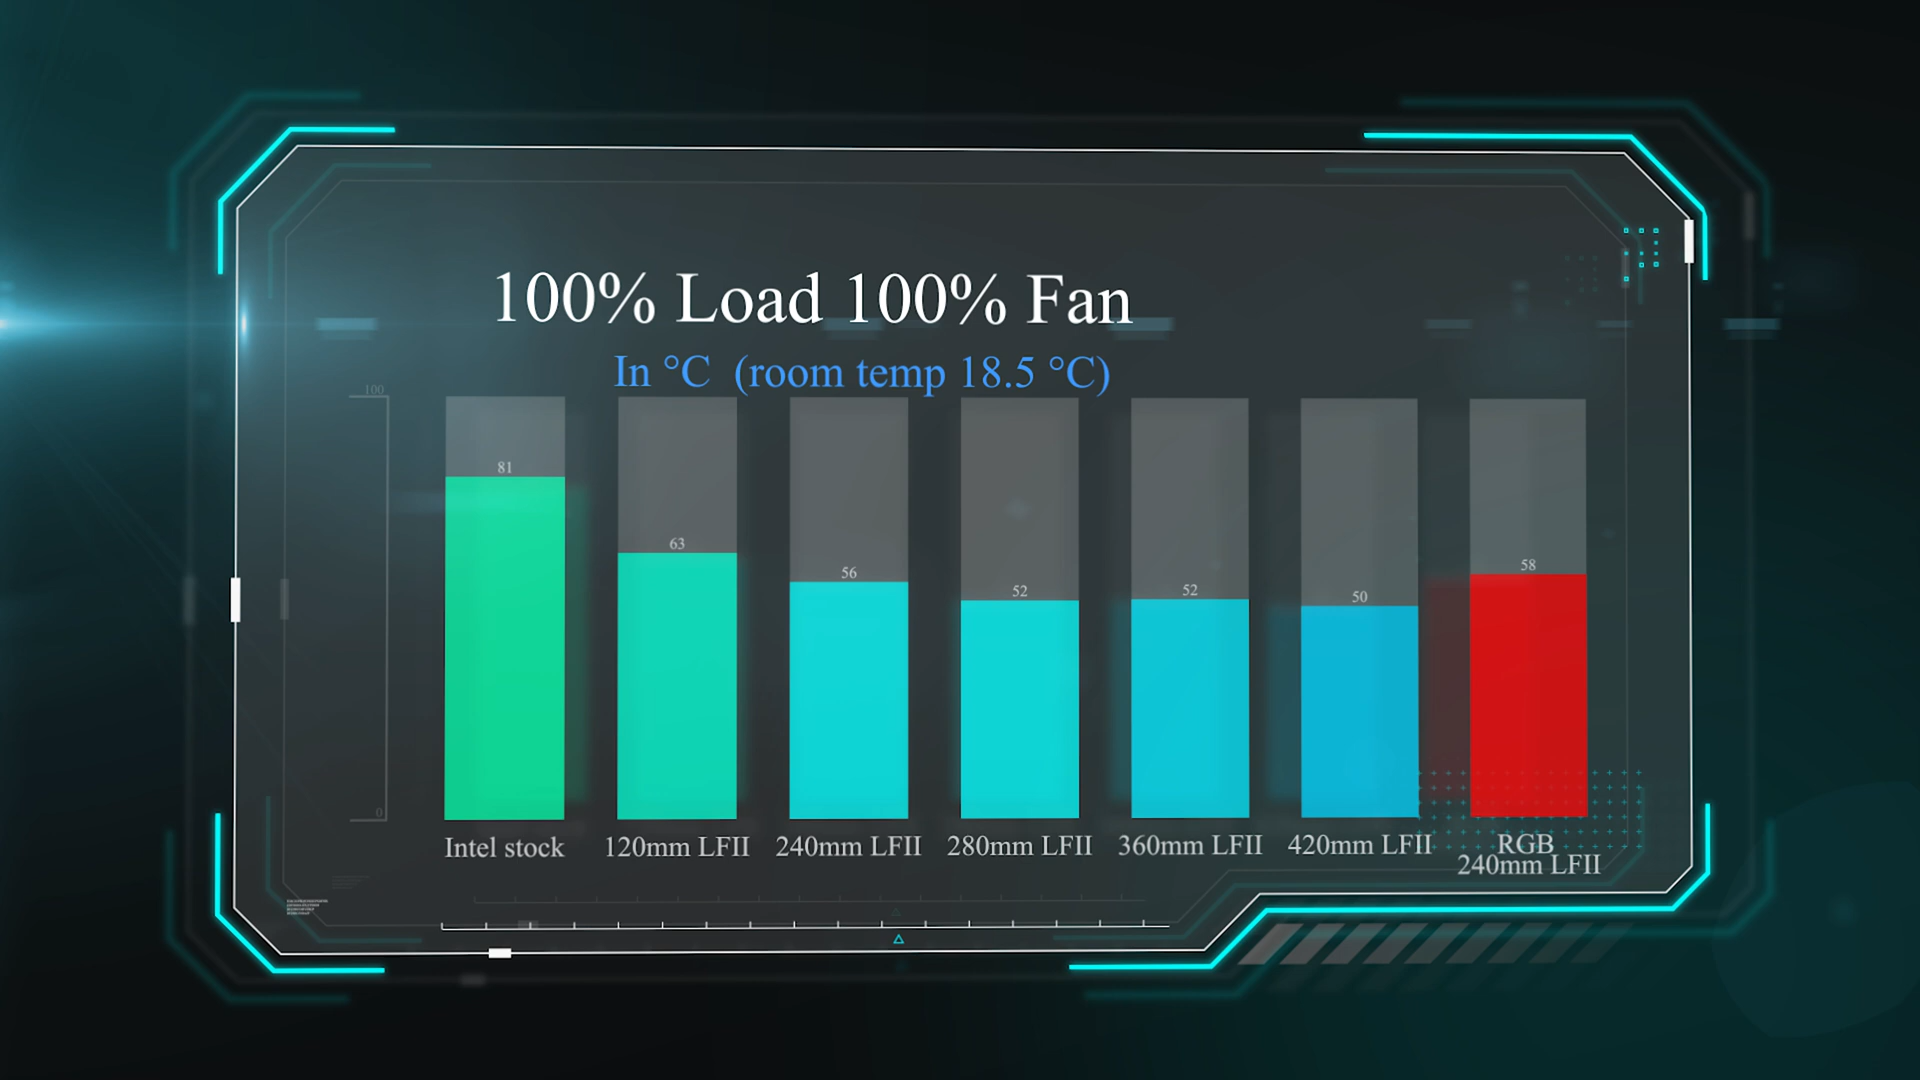 100% Load 100% Fan
In °C (room temp 18.5 °C)
100
81
63
56
52
52
50
58
0
Intel stock
120mm LFII
240mm LFII
280mm LFII
360mm LFII
420mm LFII
RGB
240mm LFII